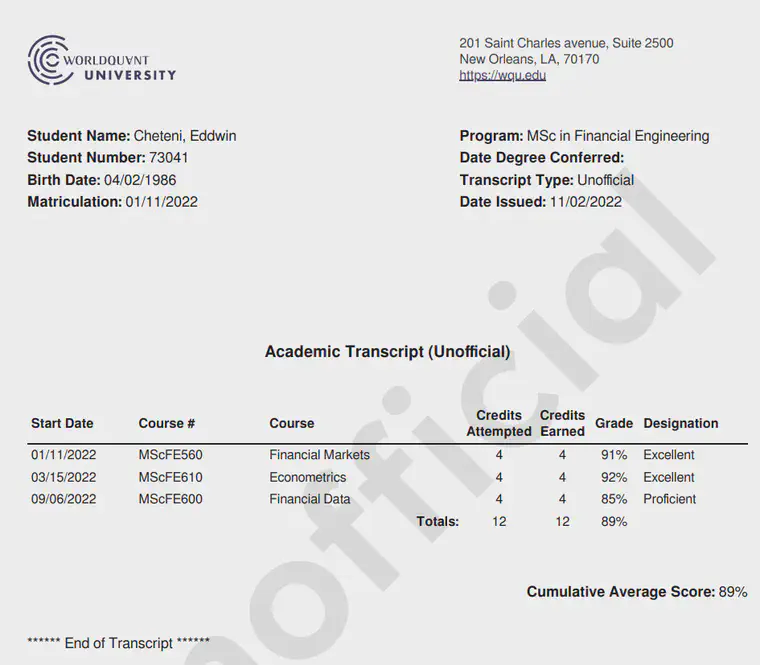 WORLDQUVNT
UNIVERSITY
201 Saint Charles avenue, Suite 2500
New Orleans, LA, 70170
https://wqu.edu
Student Name: Cheteni, Eddwin
Student Number: 73041
Birth Date: 04/02/1986
Matriculation: 01/11/2022
Program: MSc in Financial Engineering
Date Degree Conferred:
Transcript Type: Unofficial
Date Issued: 11/02/2022
Academic Transcript (Unofficial)
Start Date Course # Course Credits Attempted Credits Earned Grade Designation
01/11/2022 MScFE560 Financial Markets 4 4 91% Excellent
03/15/2022 MScFE610 Econometrics 4 4 92% Excellent
09/06/2022 MScFE600 Financial Data 4 4 85% Proficient
Totals: 12 12 89%
Cumulative Average Score: 89%
****** End of Transcript ******
nofficial